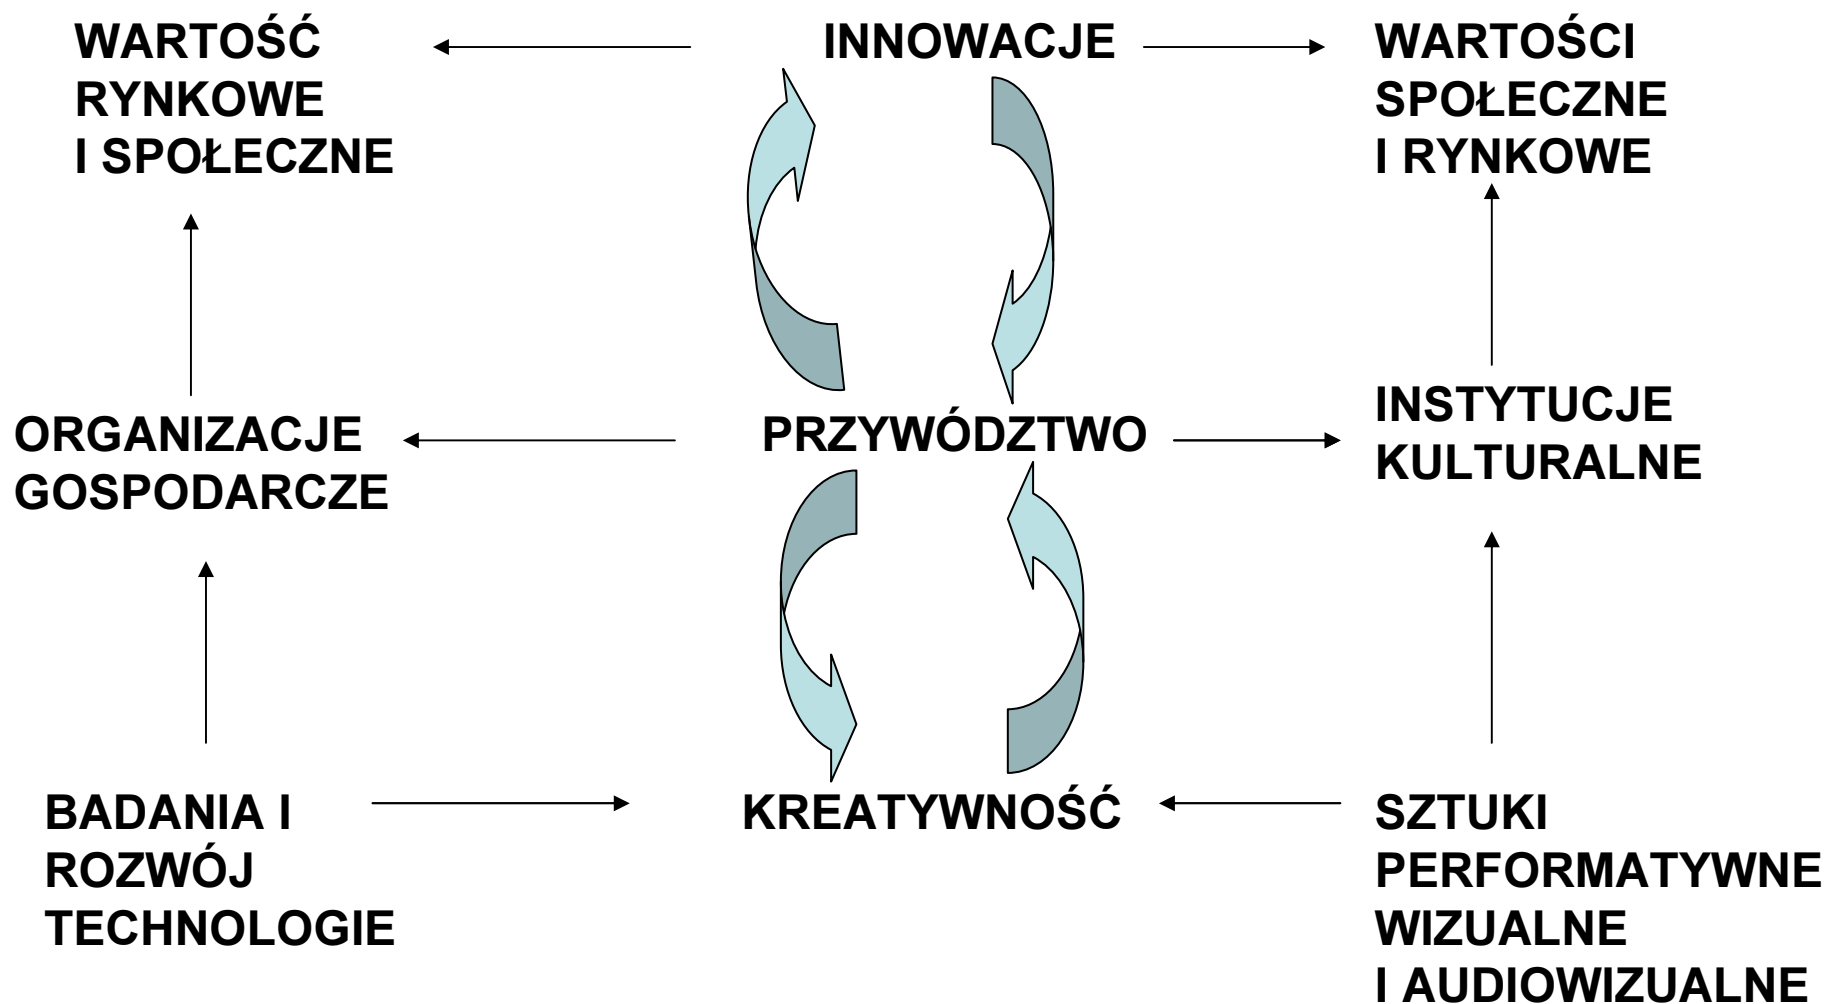 WARTOŚĆ
RYNKOWE
I SPOŁECZNE
INNOWACJE
WARTOŚCI
SPOŁECZNE
I RYNKOWE
ORGANIZACJE
GOSPODARCZE
PRZYWÓDZTWO
INSTYTUCJE
KULTURALNE
BADANIA I
ROZWÓJ
TECHNOLOGIE
KREATYWNOŚĆ
SZTUKI
PERFORMATYWNE
WIZUALNE
I AUDIOWIZUALNE